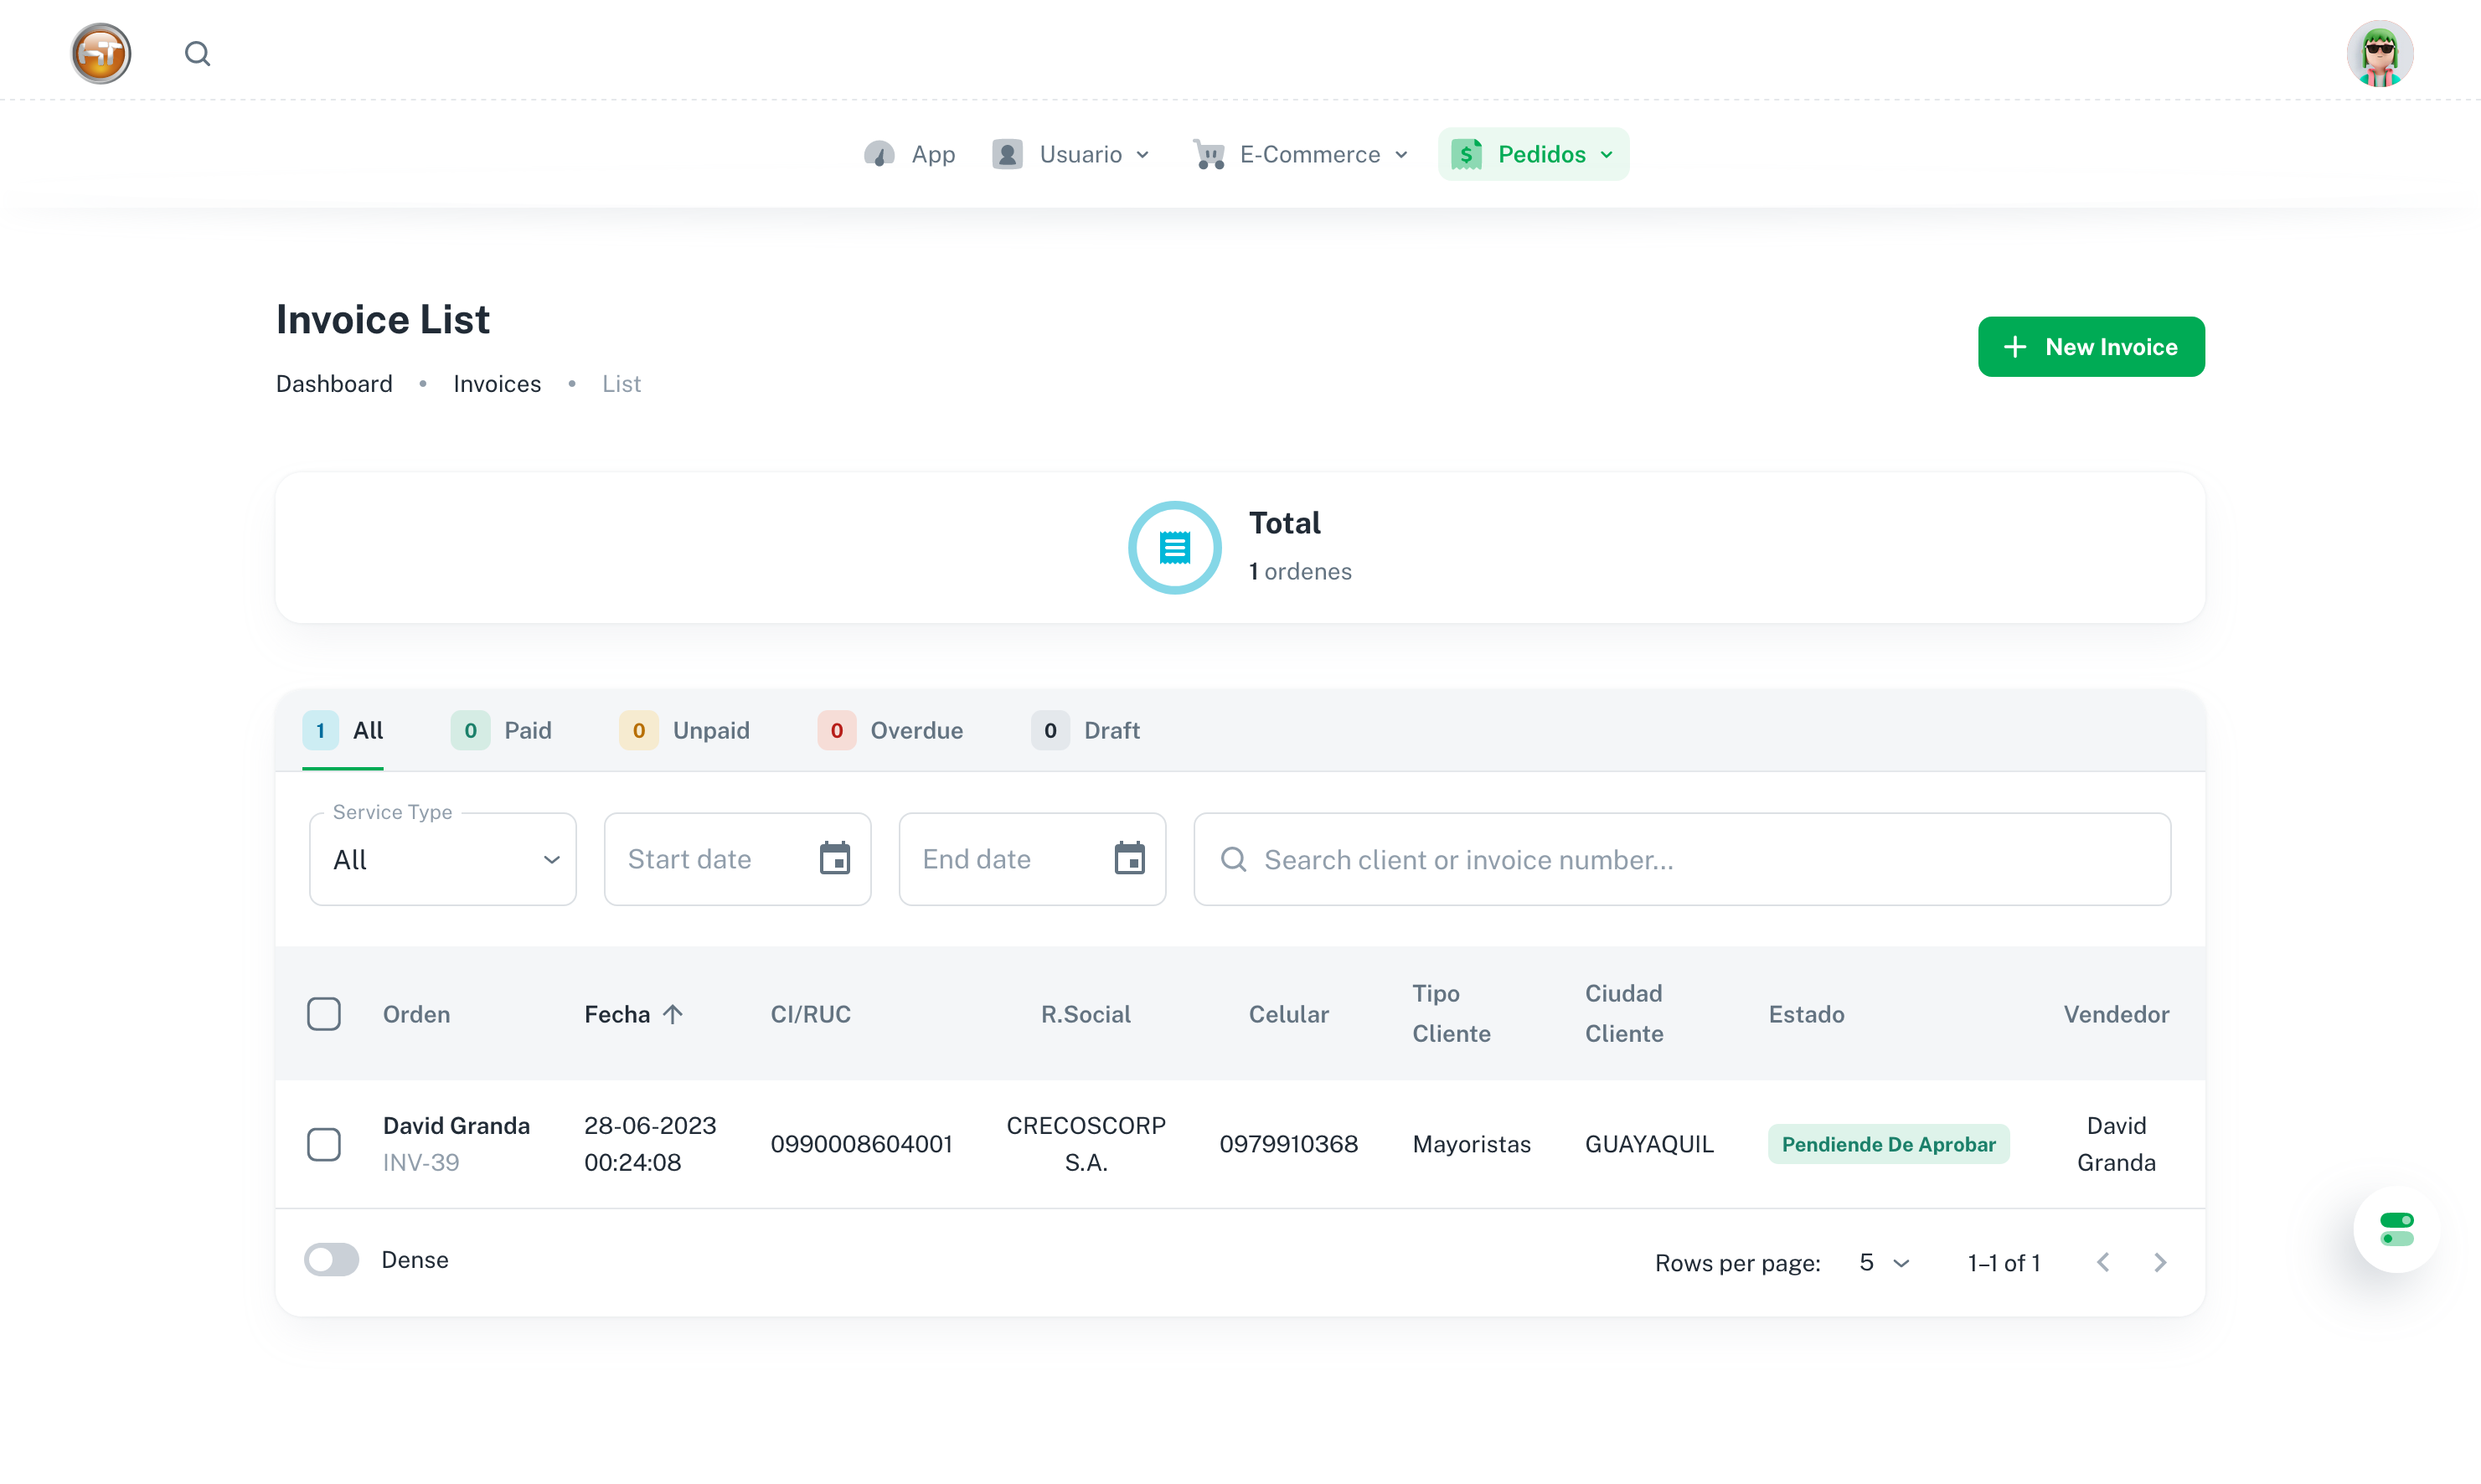 App Usuario E-Commerce Pedidos
Invoice List
Dashboard • Invoices • List
New Invoice
Total
1 ordenes
1 All 0 Paid 0 Unpaid 0 Overdue 0 Draft
Service Type
All
Start date
End date
Search client or invoice number...
Orden
Fecha
CI/RUC
R.Social
Celular
Tipo
Cliente
Ciudad
Cliente
Estado
Vendedor
David Granda
INV-39
28-06-2023
00:24:08
0990008604001
CRECOSCORP
S.A.
0979910368
Mayoristas
GUAYAQUIL
Pendiende De Aprobar
David
Granda
Dense
Rows per page: 5 1–1 of 1